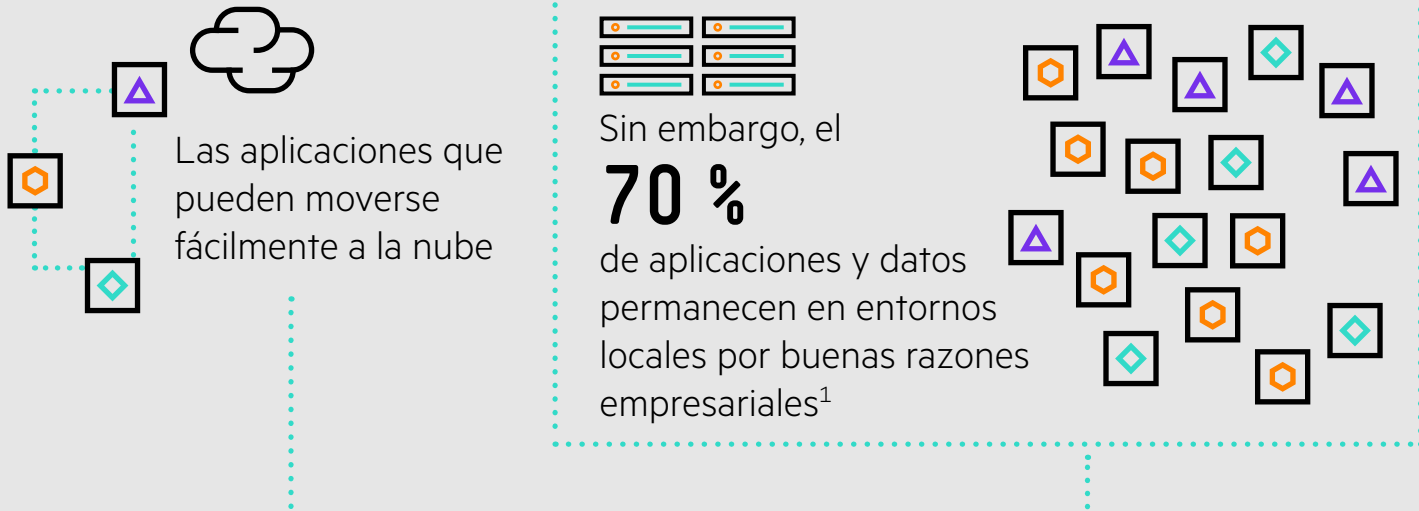 Las aplicaciones que
pueden moverse
fácilmente a la nube
Sin embargo, el
70 %
de aplicaciones y datos
permanecen en entornos
locales por buenas razones
empresariales¹